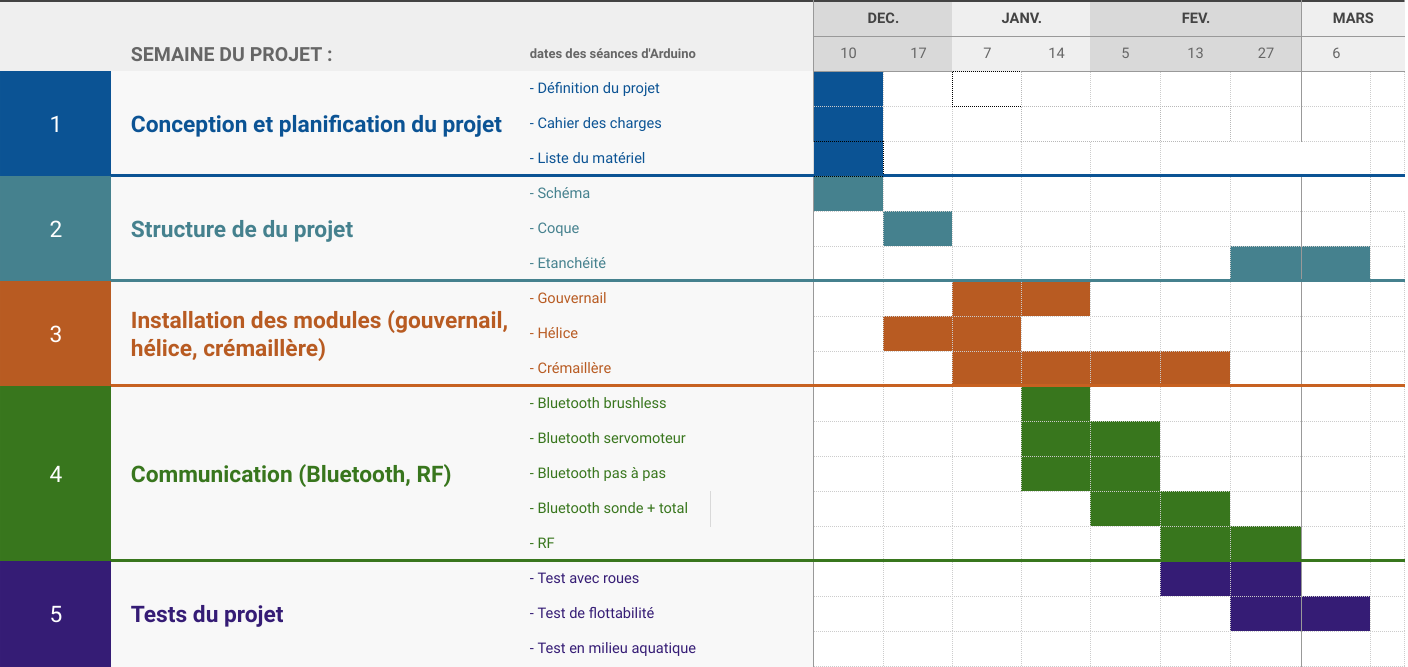 DEC.
JANV.
FEV.
MARS
SEMAINE DU PROJET :
dates des séances d'Arduino
10
17
7
14
5
13
27
6
1
Conception et planification du projet
- Définition du projet
- Cahier des charges
- Liste du matériel
2
Structure de du projet
- Schéma
- Coque
- Etanchéité
3
Installation des modules (gouvernail,
hélice, crémaillère)
- Gouvernail
- Hélice
- Crémaillère
4
Communication (Bluetooth, RF)
- Bluetooth brushless
- Bluetooth servomoteur
- Bluetooth pas à pas
- Bluetooth sonde + total
- RF
5
Tests du projet
- Test avec roues
- Test de flottabilité
- Test en milieu aquatique